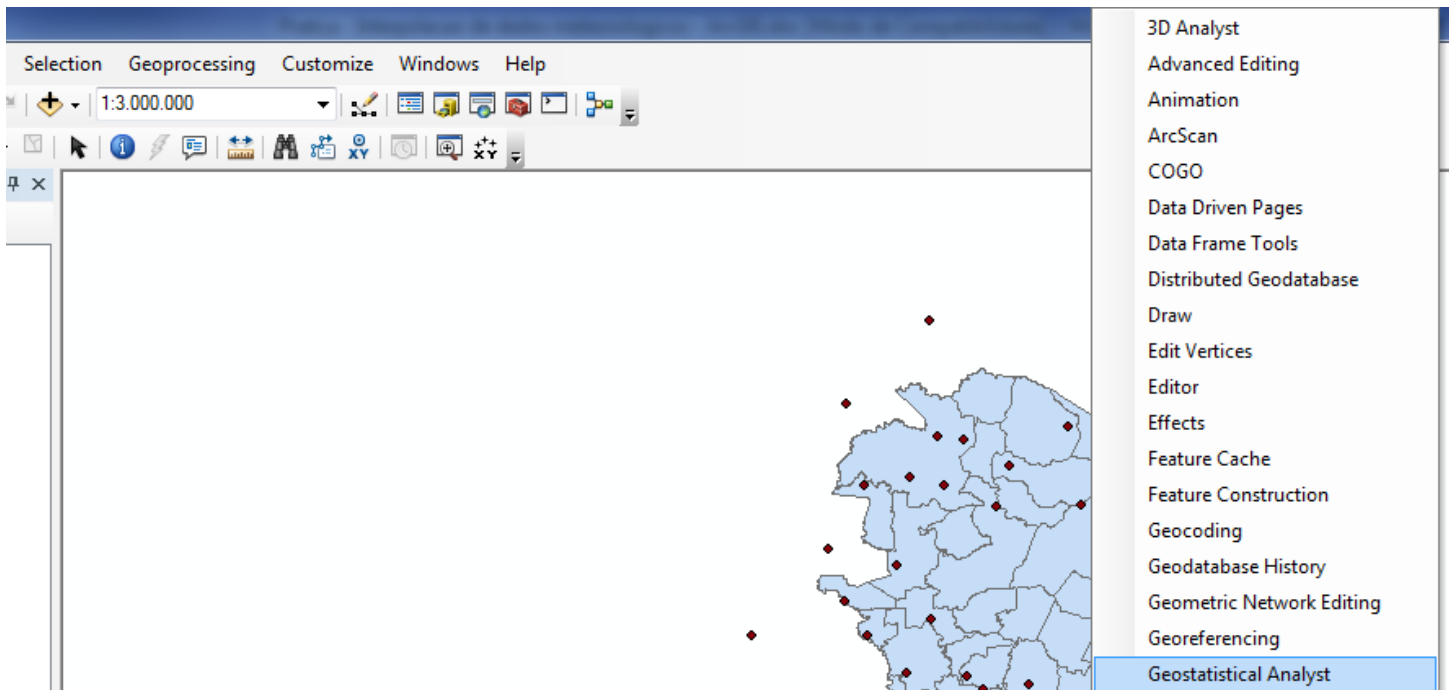 Selection Geoprocessing Customize Windows Help
1:3.000.000
XY
XY
3D Analyst
Advanced Editing
Animation
ArcScan
COGO
Data Driven Pages
Data Frame Tools
Distributed Geodatabase
Draw
Edit Vertices
Editor
Effects
Feature Cache
Feature Construction
Geocoding
Geodatabase History
Geometric Network Editing
Georeferencing
Geostatistical Analyst